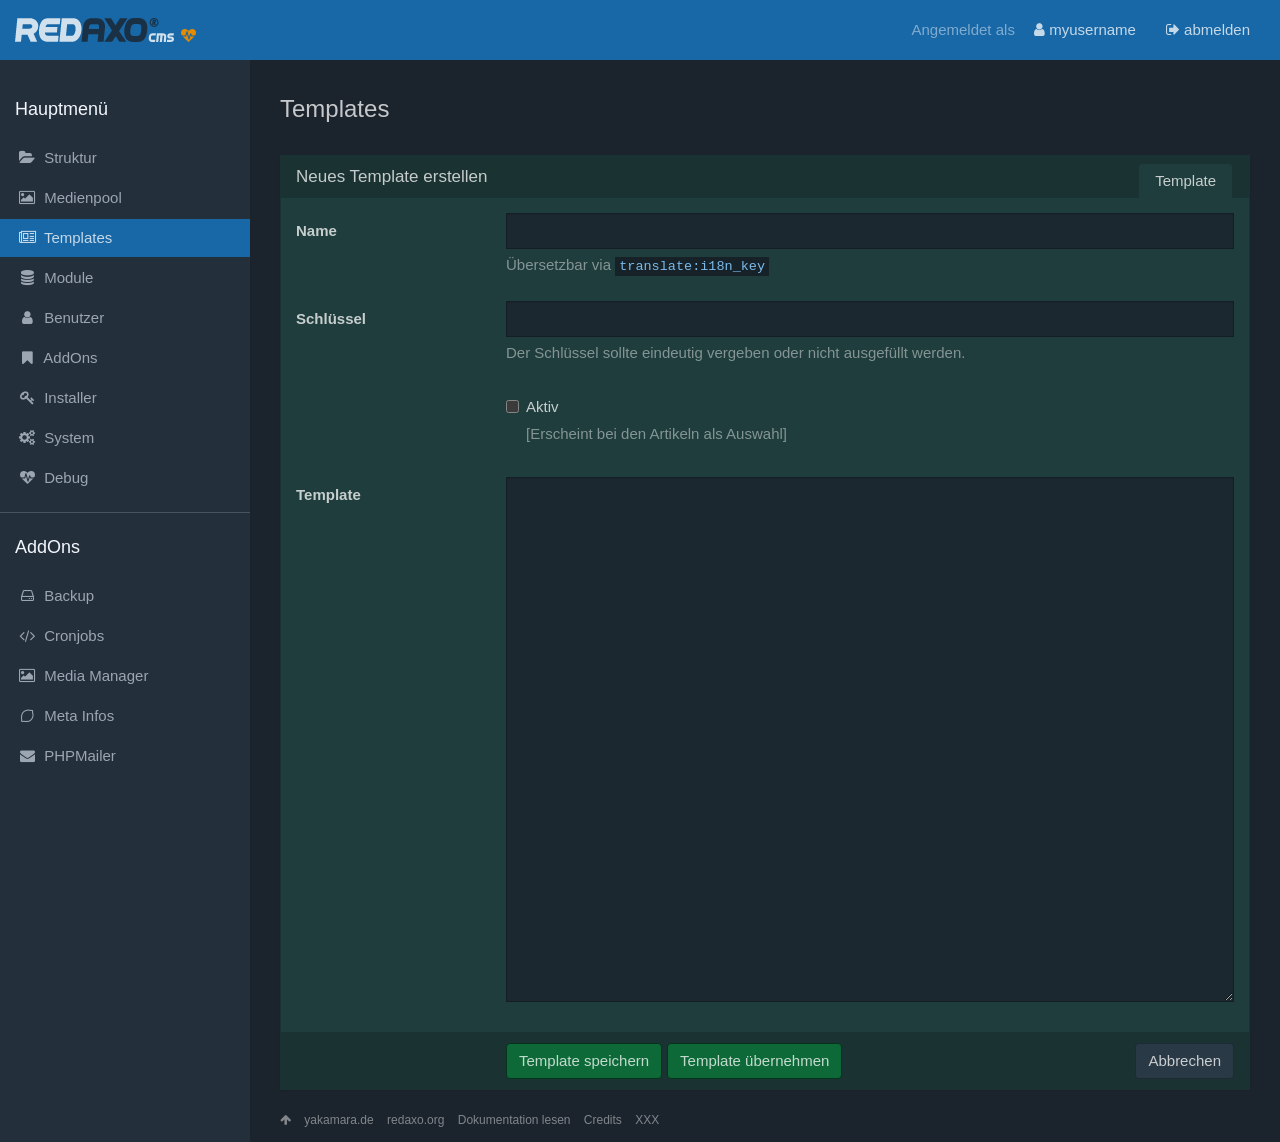 REDAXO® cms
Angemeldet als myusername abmelden
Hauptmenü
Struktur
Medienpool
Templates
Module
Benutzer
AddOns
Installer
System
Debug
AddOns
Backup
Cronjobs
Media Manager
Meta Infos
PHPMailer
Templates
Neues Template erstellen
Template
Name
Übersetzbar via translate:i18n_key
Schlüssel
Der Schlüssel sollte eindeutig vergeben oder nicht ausgefüllt werden.
Aktiv
[Erscheint bei den Artikeln als Auswahl]
Template
Template speichern Template übernehmen Abbrechen
yakamara.de redaxo.org Dokumentation lesen Credits XXX